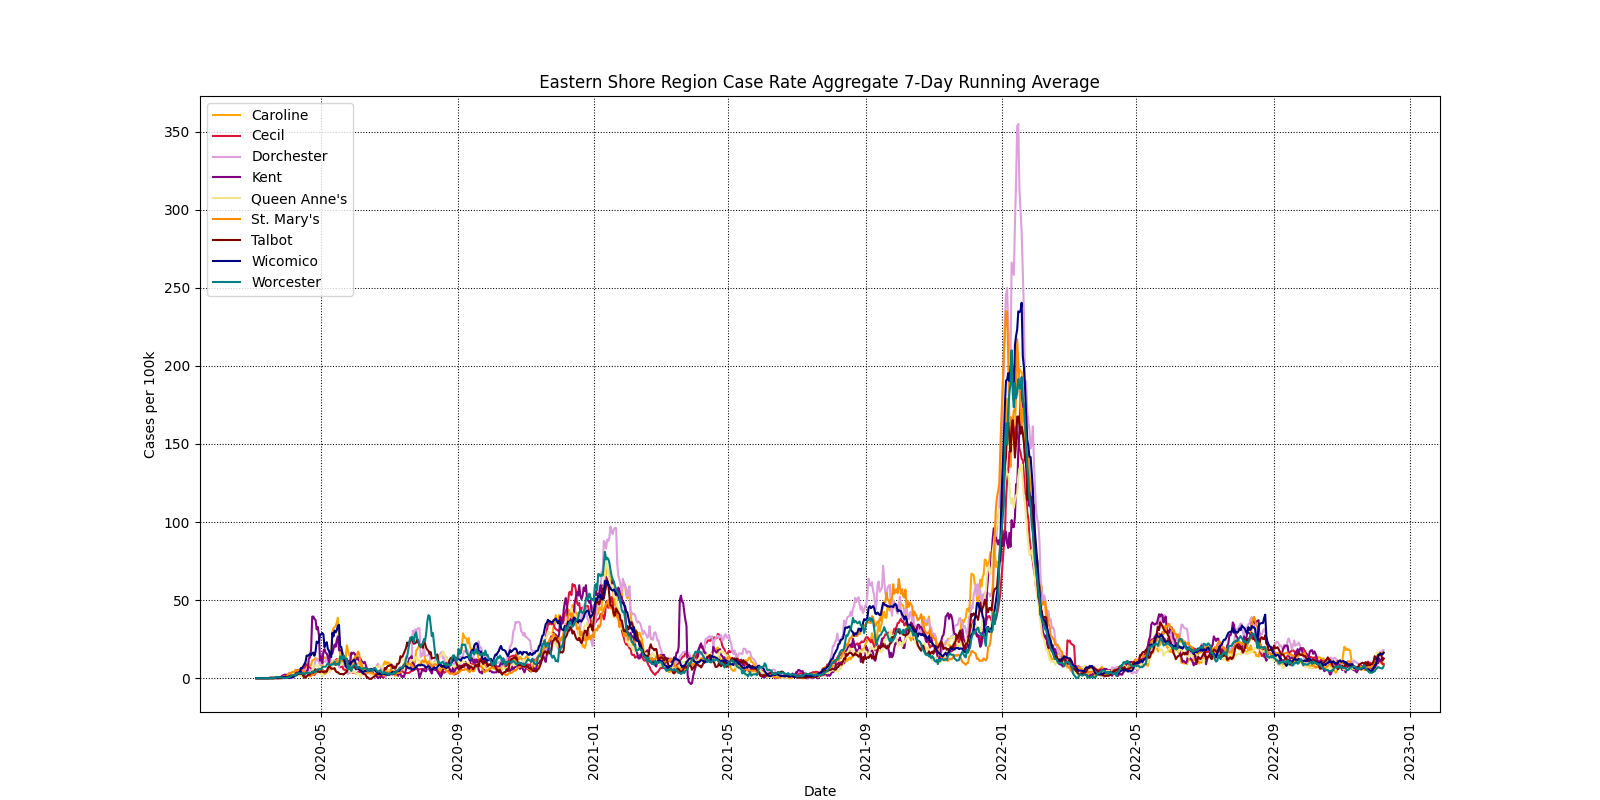 Eastern Shore Region Case Rate Aggregate 7-Day Running Average
Caroline
Cecil
Dorchester
Kent
Queen Anne's
St. Mary's
Talbot
Wicomico
Worcester
350
300
250
200
150
100
50
0
Cases per 100k
2020-05
2020-09
2021-01
2021-05
2021-09
2022-01
2022-05
2022-09
2023-01
Date